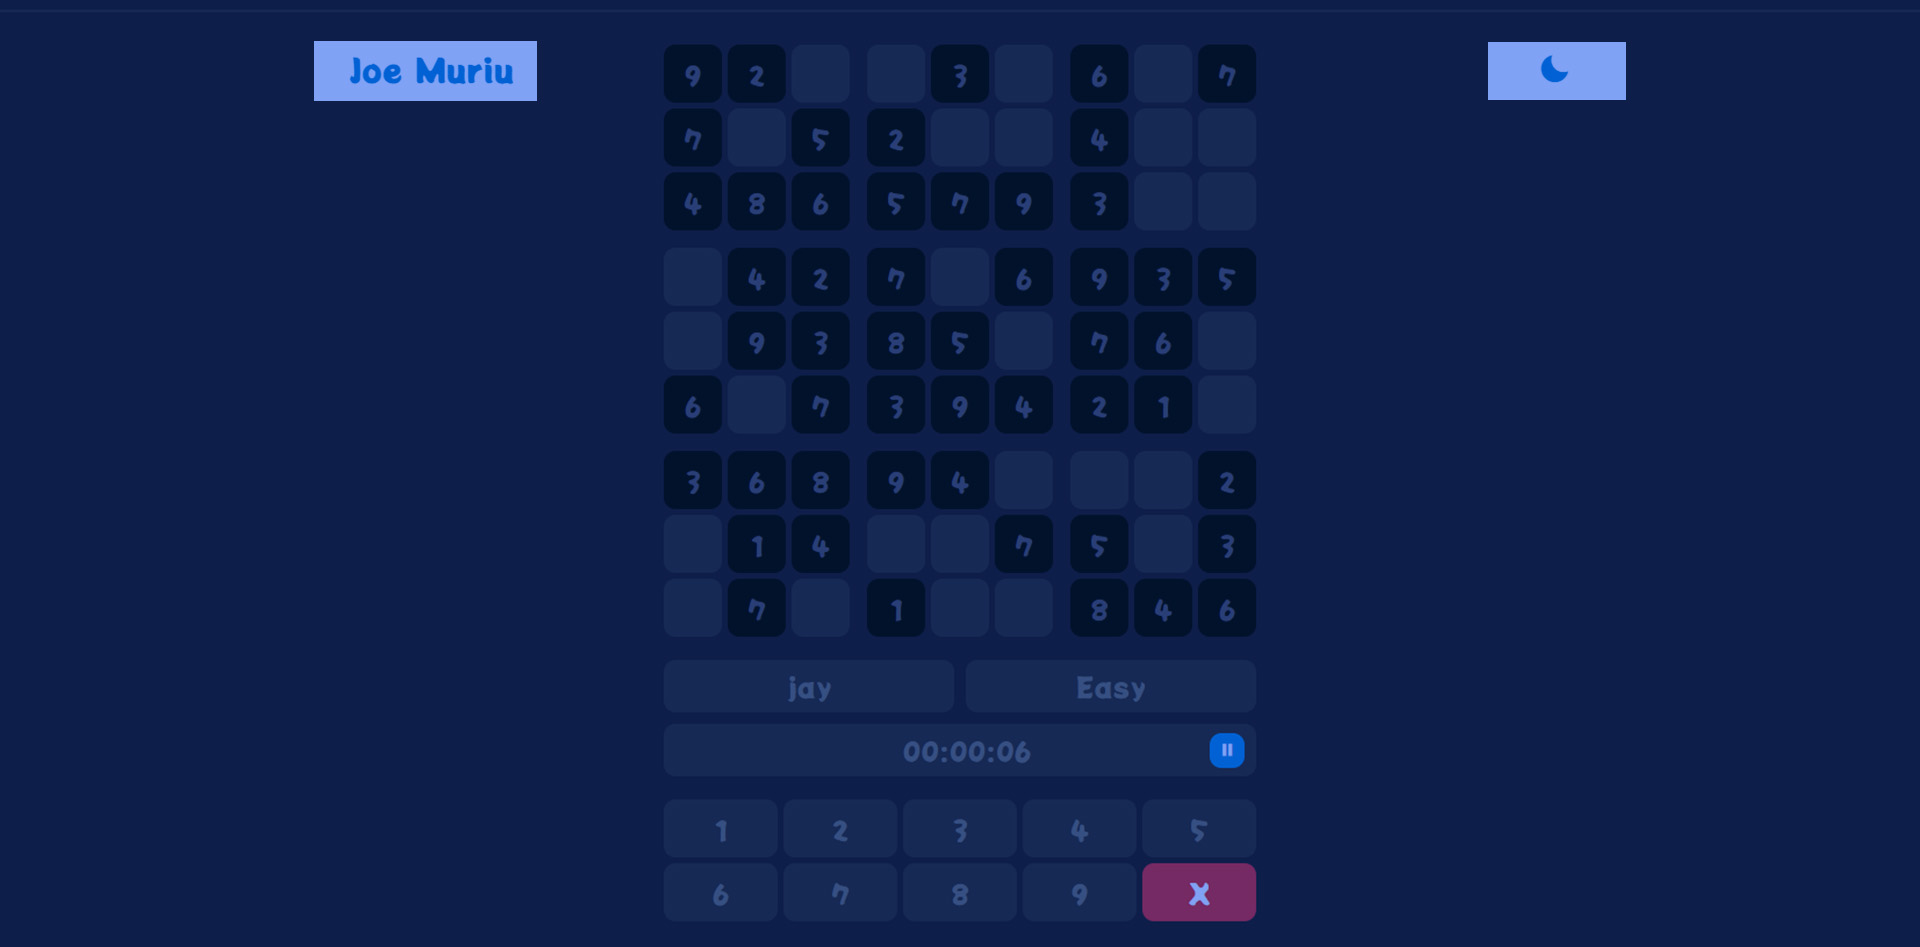 Joe Muriu
9 2 3 6 7
7 5 2 4
4 8 6 5 7 9 3
4 2 7 6 9 3 5
9 3 8 5 7 6
6 7 3 9 4 2 1
3 6 8 9 4 2
1 4 7 5 3
7 1 8 4 6
jay Easy
00:00:06
1 2 3 4 5
6 7 8 9 X